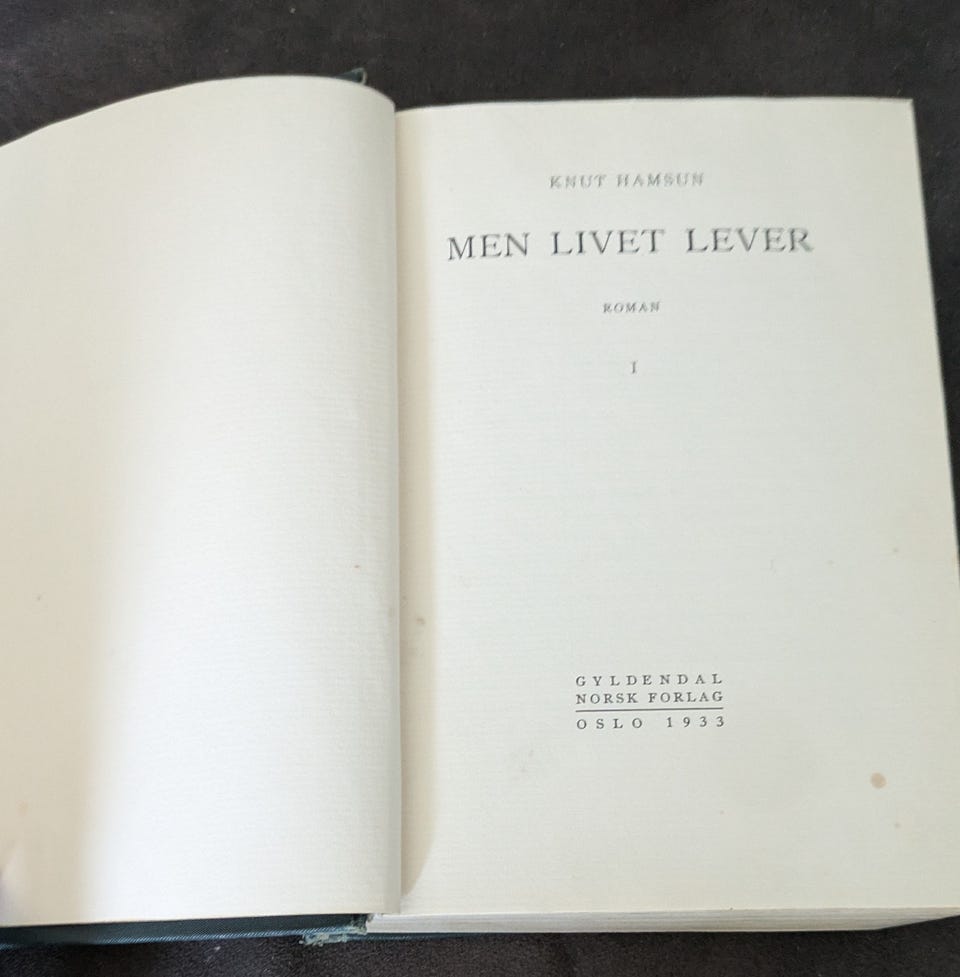 KNUT HAMSUN
MEN LIVET LEVER
ROMAN
I
GYLDENDAL
NORSK FORLAG
OSLO 1933